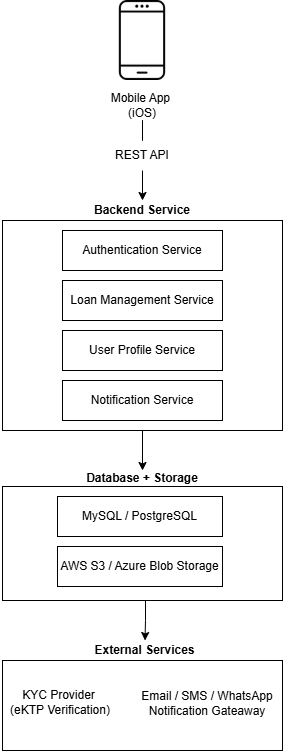 Mobile App
(iOS)
REST API
Backend Service
Authentication Service
Loan Management Service
User Profile Service
Notification Service
Database + Storage
MySQL / PostgreSQL
AWS S3 / Azure Blob Storage
External Services
KYC Provider
(eKTP Verification)
Email / SMS / WhatsApp
Notification Gateaway